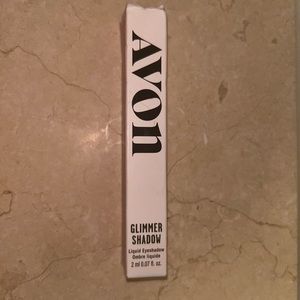 AVON
GLIMMER
SHADOW
Liquid Eyeshadow
Ombre liquide
2 ml 0.07 fl. oz.